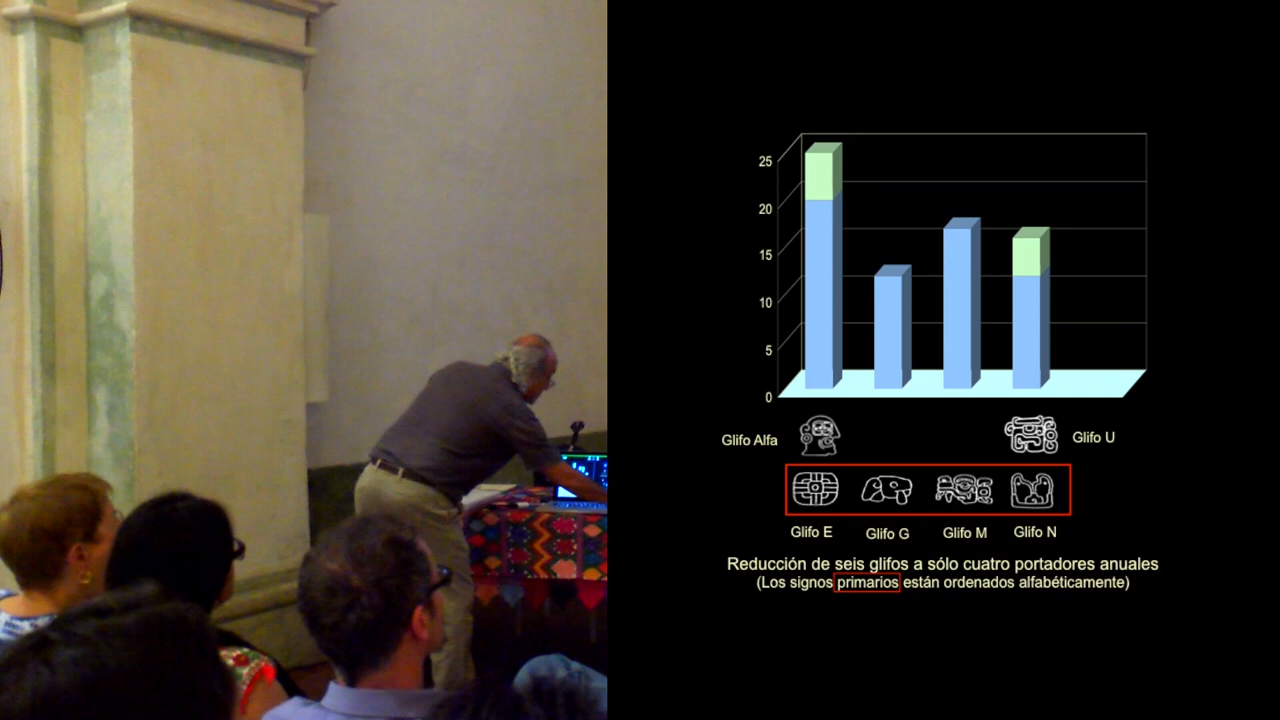 25
20
15
10
5
0
Glifo Alfa
Glifo U
Glifo E
Glifo G
Glifo M
Glifo N
Reducción de seis glifos a sólo cuatro portadores anuales
(Los signos primarios están ordenados alfabéticamente)